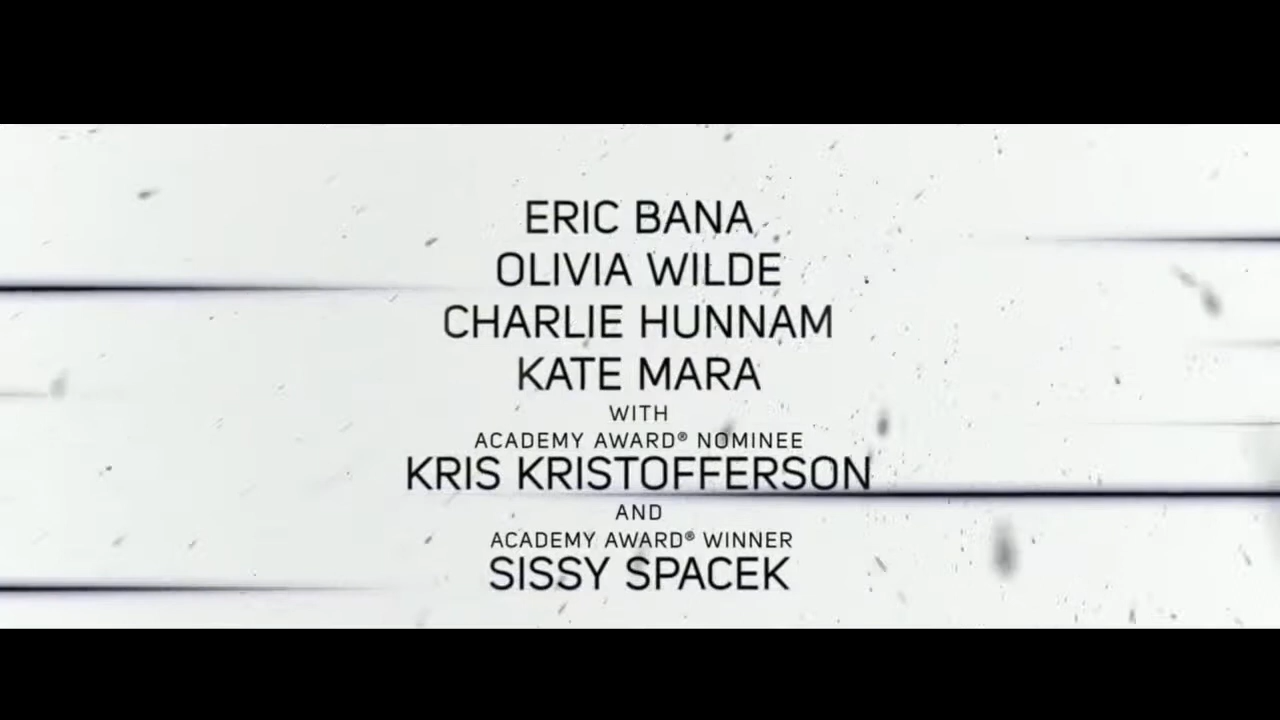 ERIC BANA
OLIVIA WILDE
CHARLIE HUNNAM
KATE MARA
WITH
ACADEMY AWARD® NOMINEE
KRIS KRISTOFFERSON
AND
ACADEMY AWARD® WINNER
SISSY SPACEK